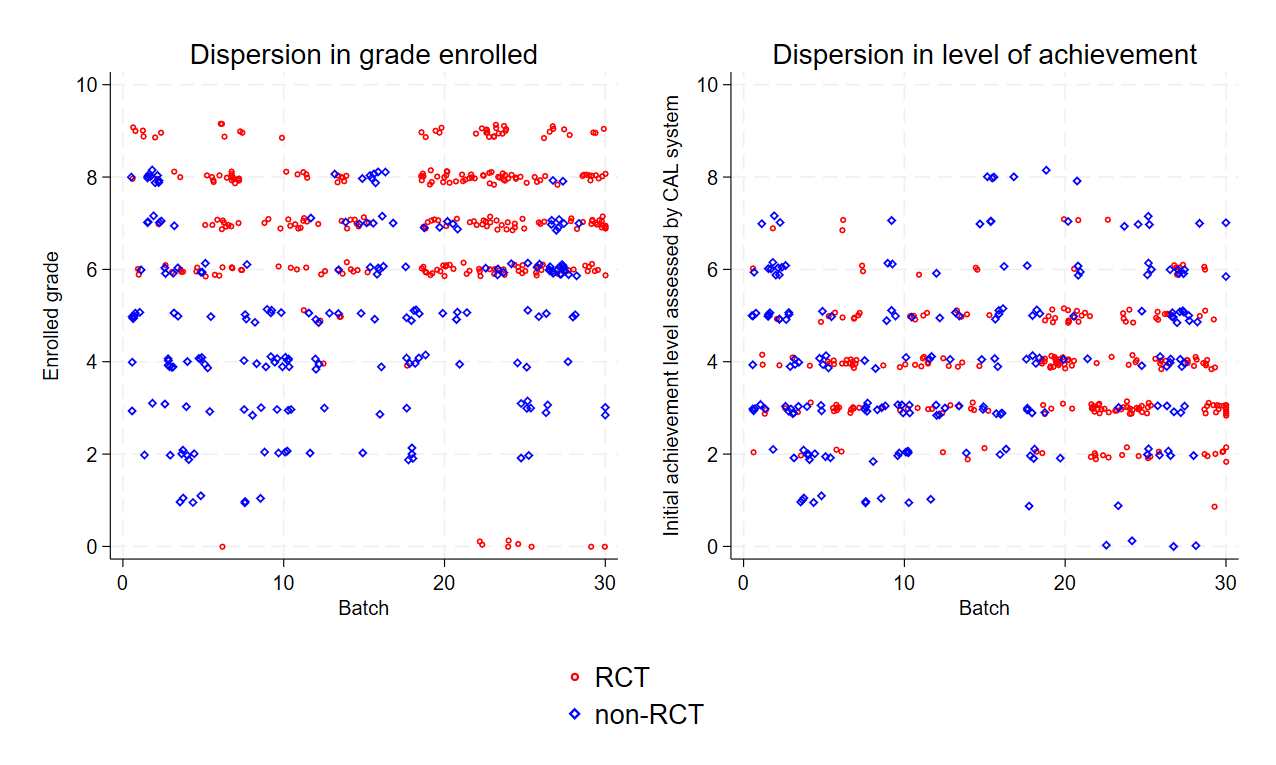 Dispersion in grade enrolled
Enrolled grade
10
8
6
4
2
0
0 10 20 30
Batch
Dispersion in level of achievement
Initial achievement level assessed by CAL system
10
8
6
4
2
0
0 10 20 30
Batch
RCT
non-RCT